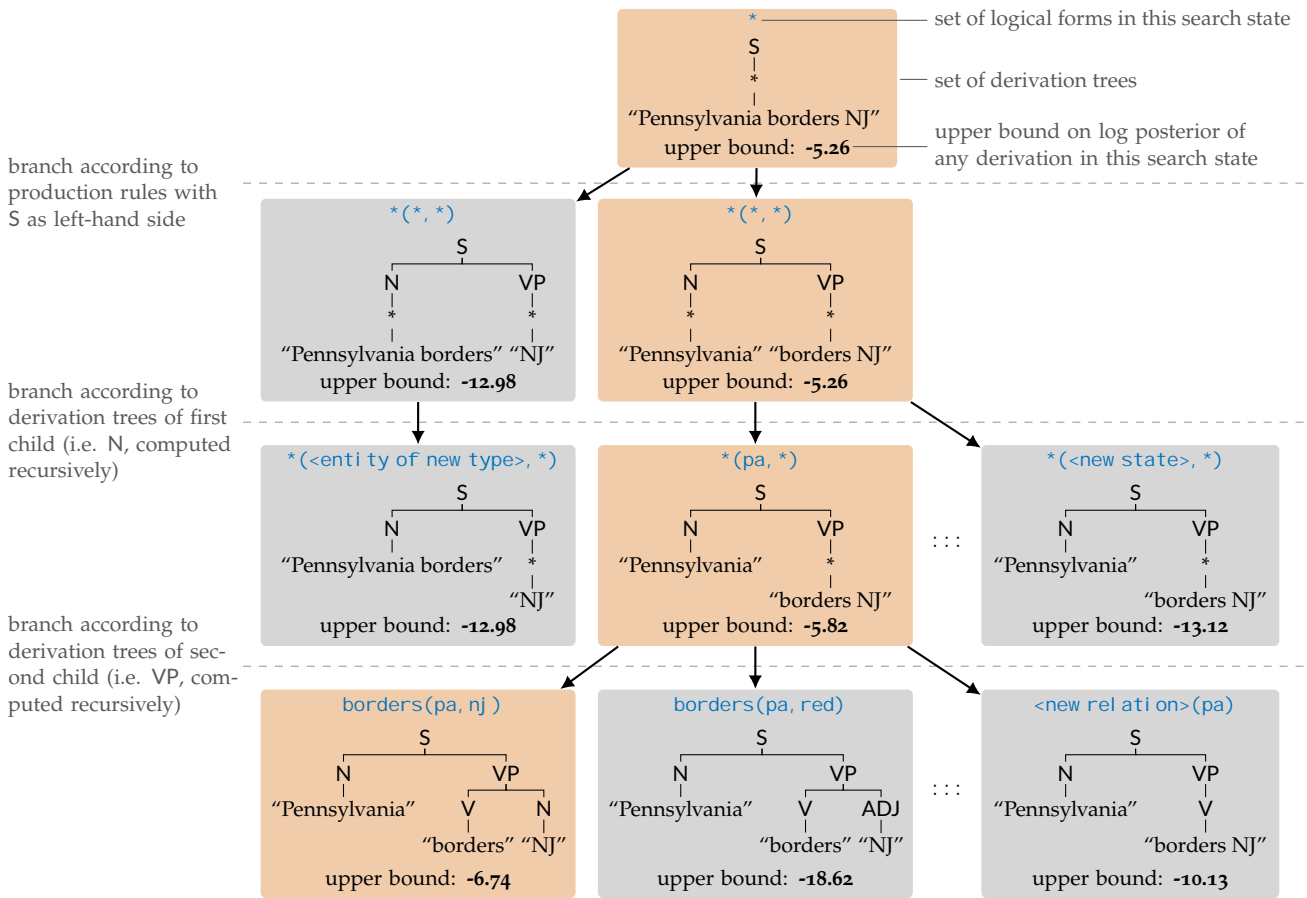 *
set of logical forms in this search state
S
*
set of derivation trees
“Pennsylvania borders NJ”
upper bound: -5.26
upper bound on log posterior of
any derivation in this search state
branch according to
production rules with
S as left-hand side
*(*,*)
S
N VP
* *
“Pennsylvania borders” “NJ”
upper bound: -12.98
*(*,*)
S
N VP
* *
“Pennsylvania” “borders NJ”
upper bound: -5.26
branch according to
derivation trees of first
child (i.e. N, computed
recursively)
*(<entity of new type>,*)
S
N VP
“Pennsylvania borders” *
“NJ”
upper bound: -12.98
*(pa,*)
S
N VP
“Pennsylvania” *
“borders NJ”
upper bound: -5.82
: : :
*(<new state>,*)
S
N VP
“Pennsylvania” *
“borders NJ”
upper bound: -13.12
branch according to
derivation trees of sec-
ond child (i.e. VP, com-
puted recursively)
borders(pa,nj)
S
N VP
“Pennsylvania” V N
“borders” “NJ”
upper bound: -6.74
borders(pa,red)
S
N VP
“Pennsylvania” V ADJ
“borders” “NJ”
upper bound: -18.62
: : :
<new relation>(pa)
S
N VP
“Pennsylvania” V
“borders NJ”
upper bound: -10.13